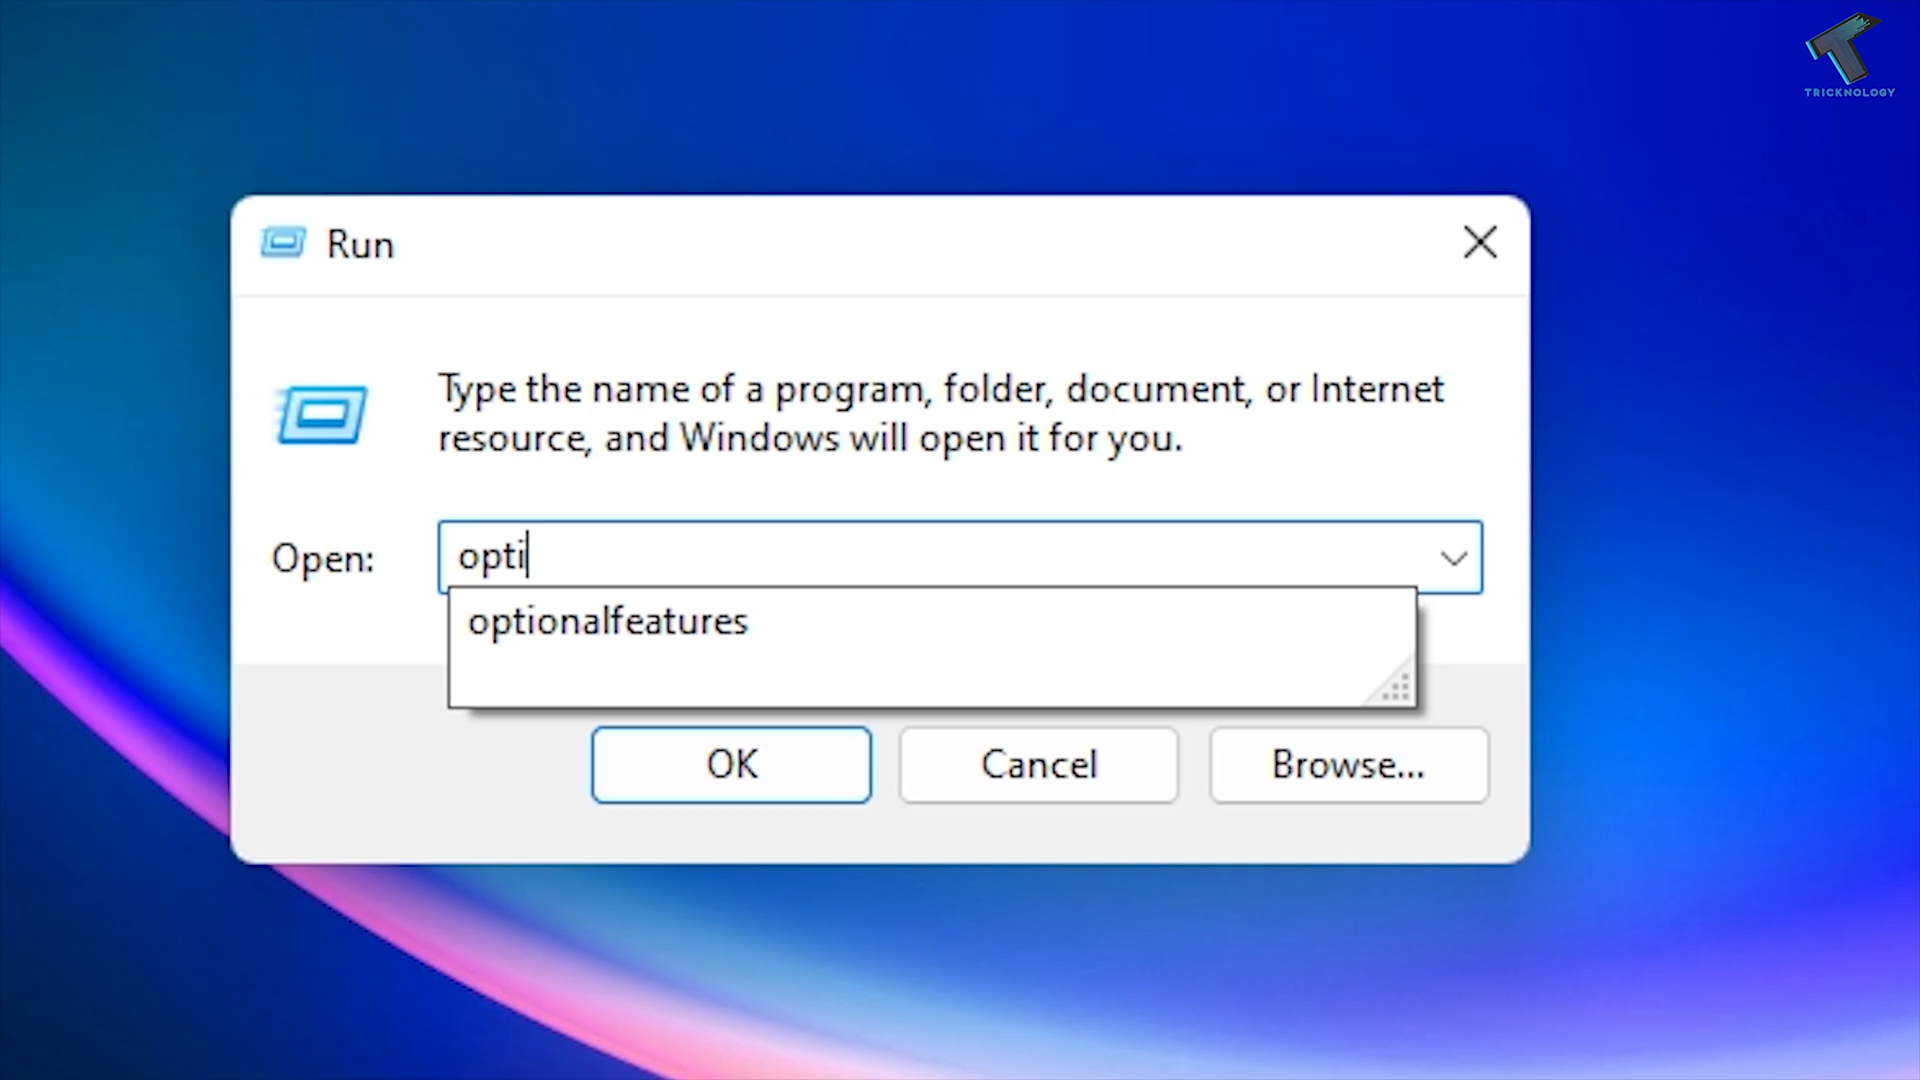 TRICKNOLOGY
Run
Type the name of a program, folder, document, or Internet
resource, and Windows will open it for you.
Open:
opti
optionalfeatures
OK
Cancel
Browse...